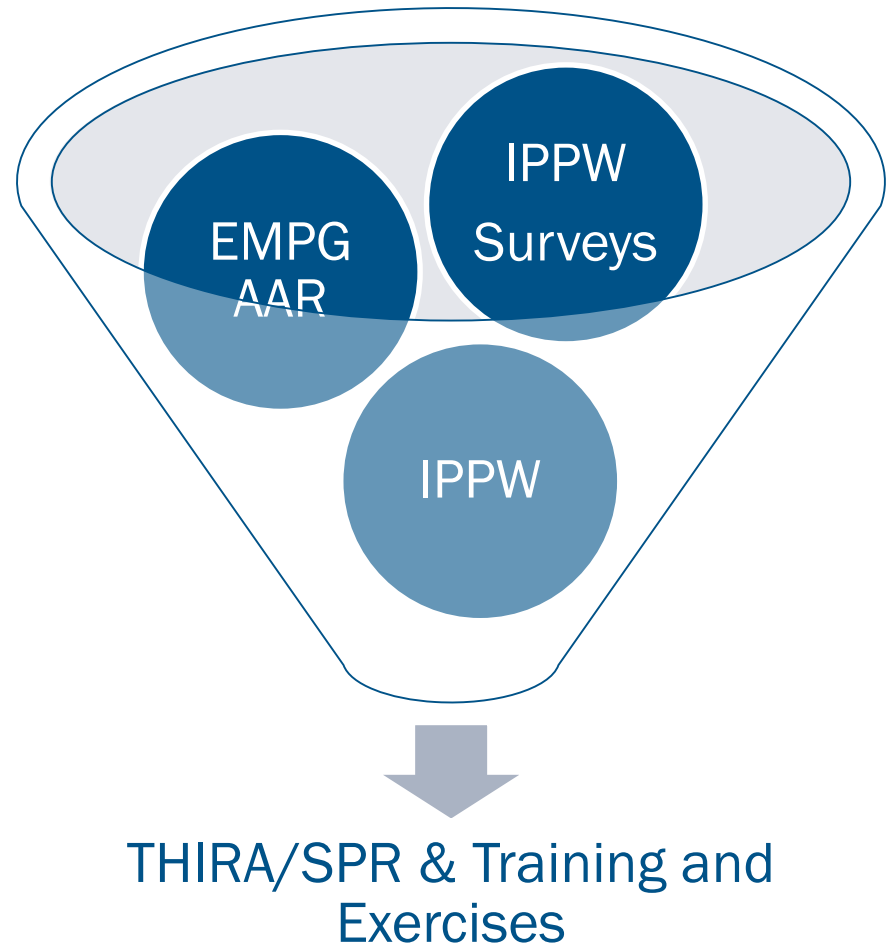 IPPW
Surveys
EMPG
AAR
IPPW
THIRA/SPR & Training and
Exercises